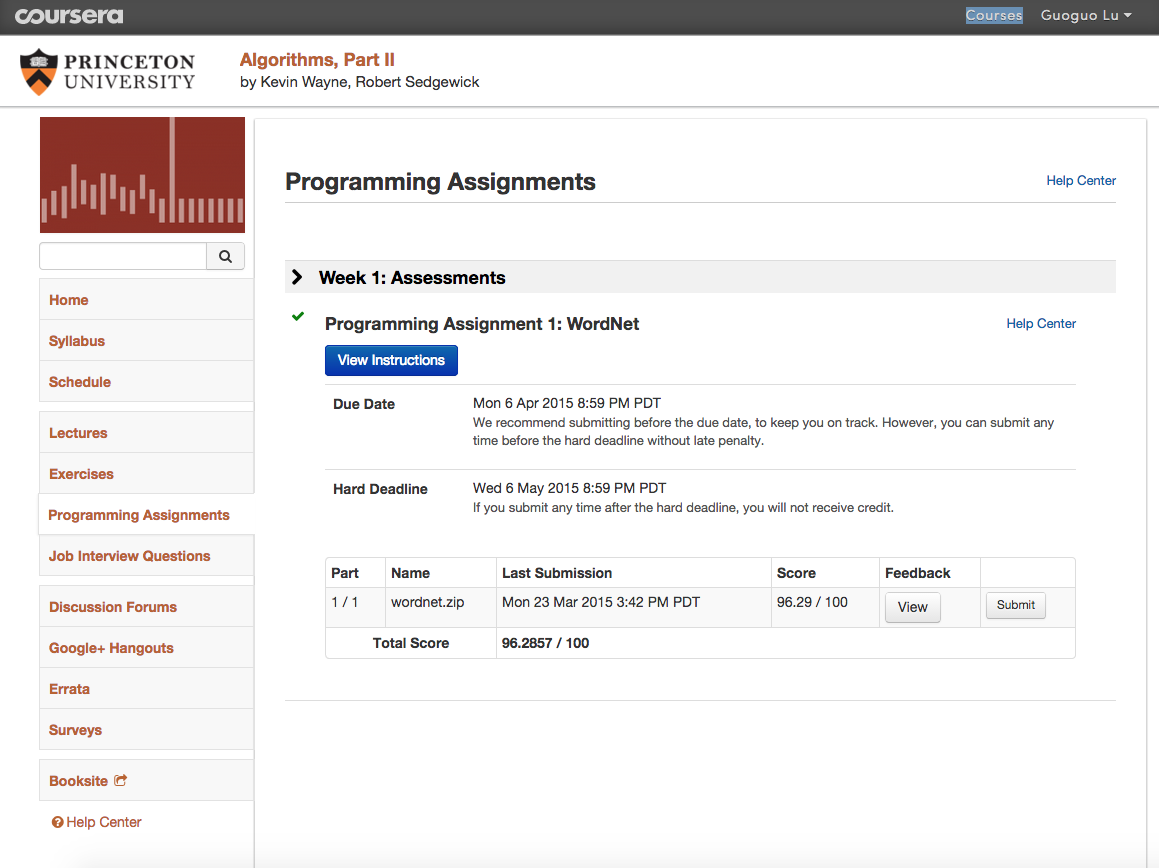 coursera
Courses Guoguo Lu
PRINCETON
UNIVERSITY
Algorithms, Part II
by Kevin Wayne, Robert Sedgewick
Programming Assignments
Help Center
Home
Syllabus
Schedule
Lectures
Exercises
Programming Assignments
Job Interview Questions
Discussion Forums
Google+ Hangouts
Errata
Surveys
Booksite
Help Center
Week 1: Assessments
Programming Assignment 1: WordNet
Help Center
View Instructions
Due Date
Mon 6 Apr 2015 8:59 PM PDT
We recommend submitting before the due date, to keep you on track. However, you can submit any
time before the hard deadline without late penalty.
Hard Deadline
Wed 6 May 2015 8:59 PM PDT
If you submit any time after the hard deadline, you will not receive credit.
Part Name Last Submission Score Feedback
1 / 1 wordnet.zip Mon 23 Mar 2015 3:42 PM PDT 96.29 / 100 View Submit
Total Score 96.2857 / 100